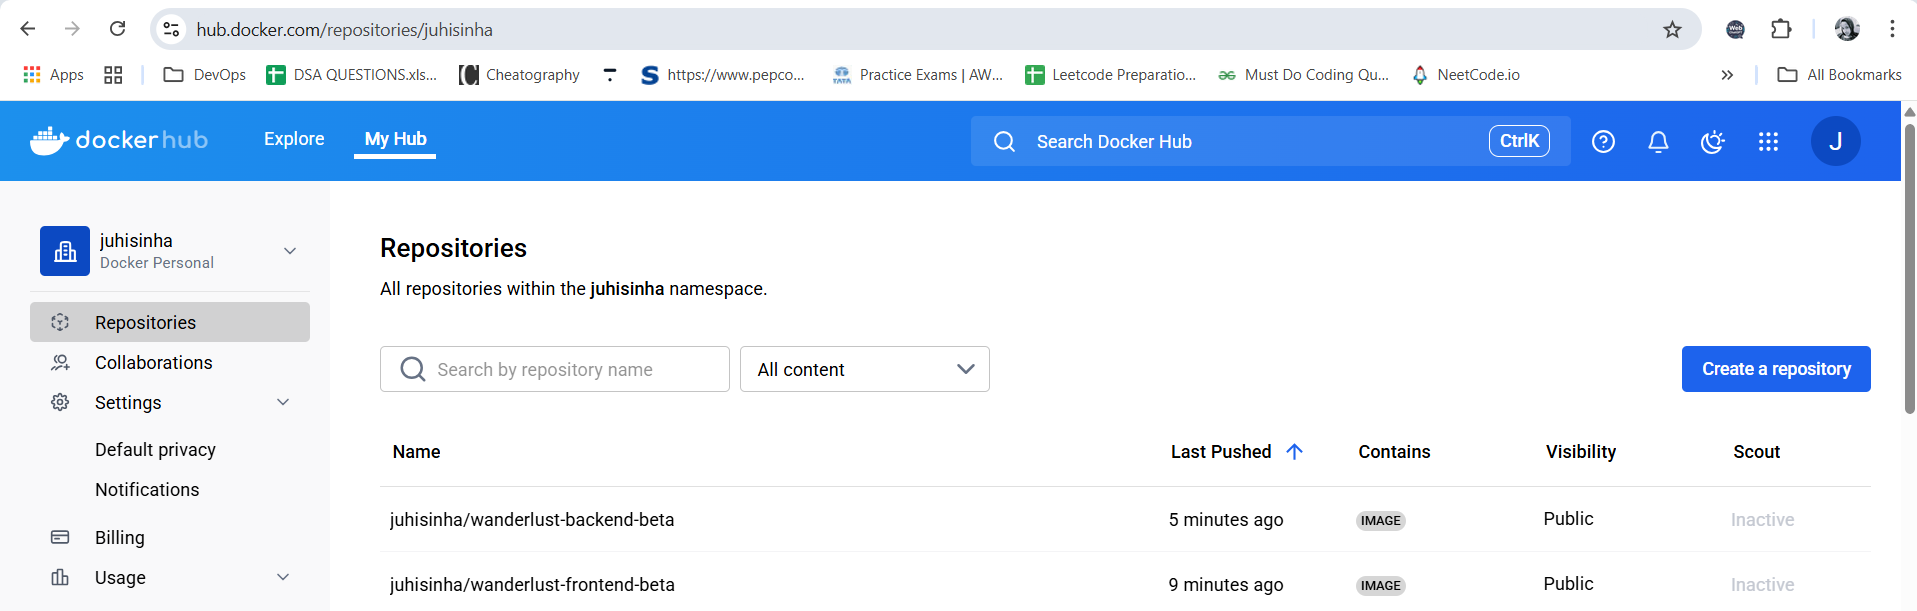 hub.docker.com/repositories/juhisinha
Apps
DevOps
DSA QUESTIONS.xls...
Cheatography
https://www.pepco...
TATA
Practice Exams | AW...
Leetcode Preparatio...
Must Do Coding Qu...
NeetCode.io
All Bookmarks
docker hub
Explore
My Hub
Search Docker Hub
CtrlK
J
juhisinha
Docker Personal
Repositories
Collaborations
Settings
Default privacy
Notifications
Billing
Usage
Repositories
All repositories within the juhisinha namespace.
Search by repository name
All content
Create a repository
Name Last Pushed Contains Visibility Scout
juhisinha/wanderlust-backend-beta 5 minutes ago IMAGE Public Inactive
juhisinha/wanderlust-frontend-beta 9 minutes ago IMAGE Public Inactive